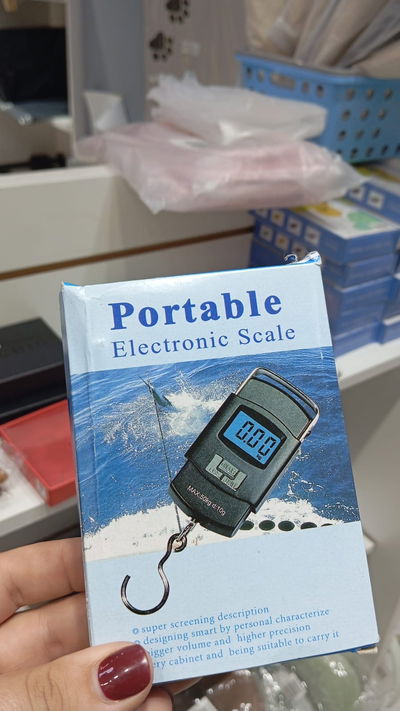 Portable
Electronic Scale
0.00
kg
MAX:50kg d:10g
super screening description
designing smart by personal characterize
bigger volume and higher precision
cabinet and being suitable to carry it